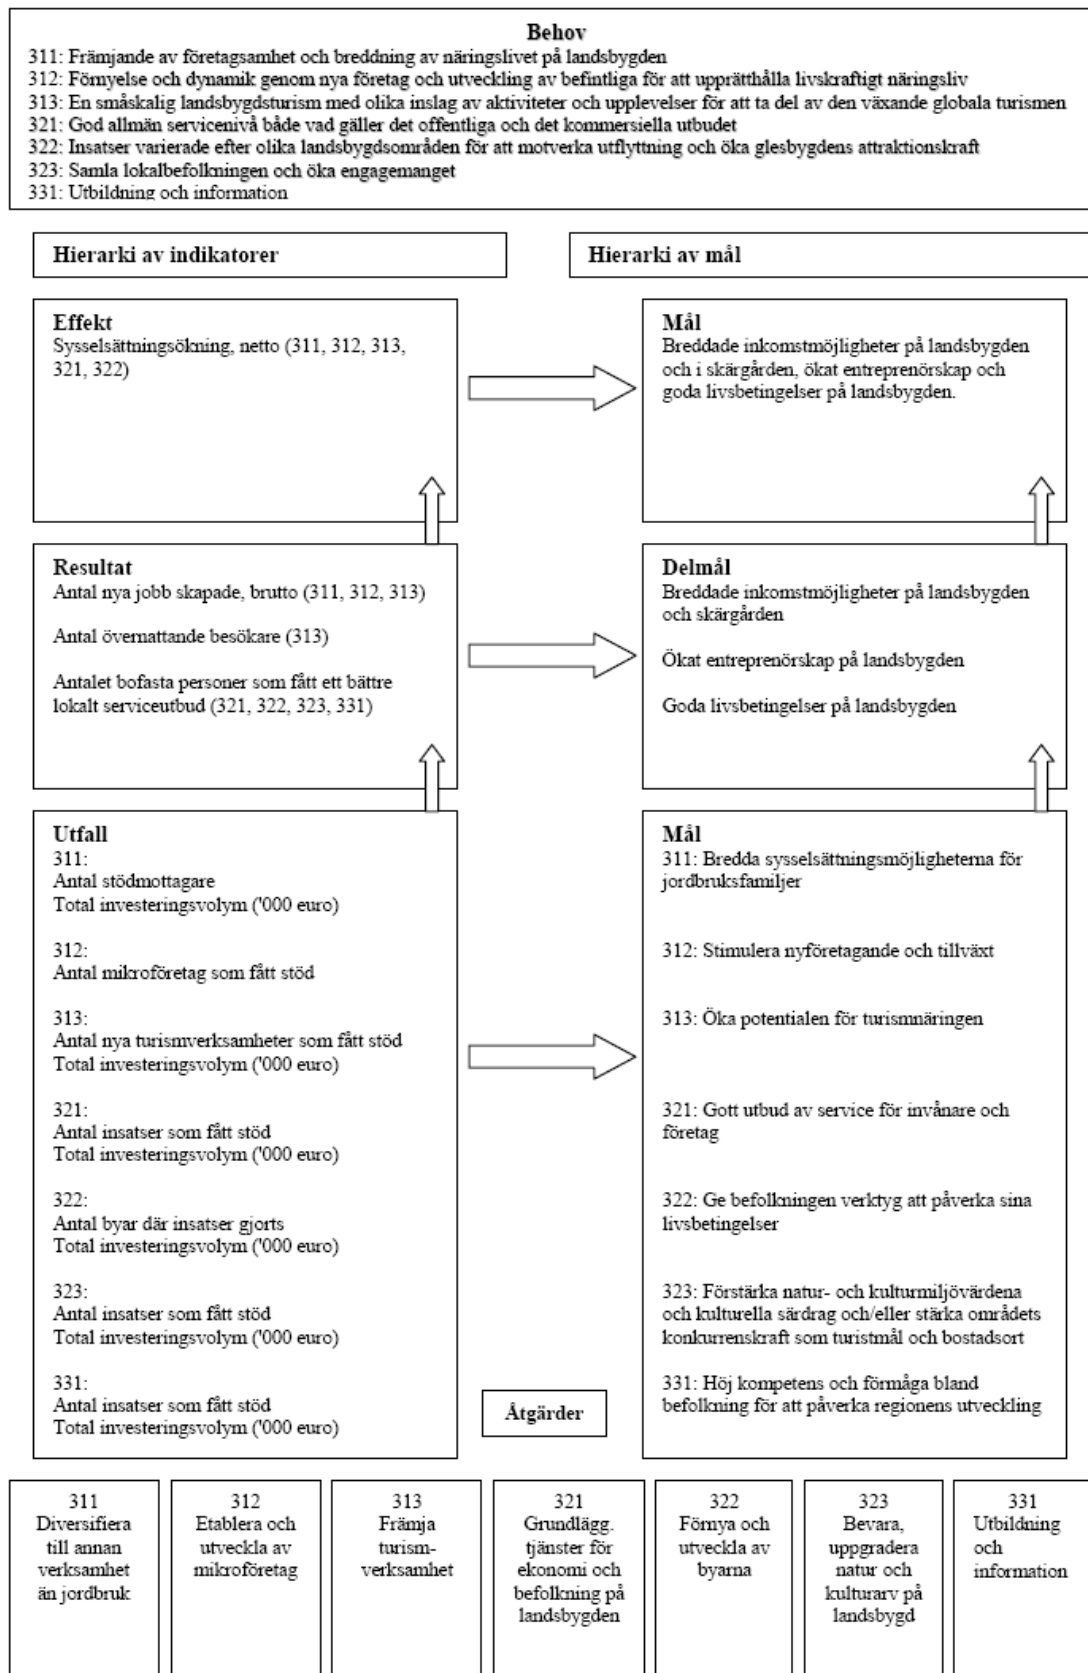 Behov
311: Främjande av företagsamhet och breddning av näringslivet på landsbygden
312: Förnyelse och dynamik genom nya företag och utveckling av befintliga för att upprätthålla livskraftigt näringsliv
313: En småskalig landsbygdsturism med olika inslag av aktiviteter och upplevelser för att ta del av den växande globala turismen
321: God allmän servicenivå både vad gäller det offentliga och det kommersiella utbudet
322: Insatser varierade efter olika landsbygdsområden för att motverka utflyttning och öka glesbygdens attraktionskraft
323: Samla lokalbefolkningen och öka engagemanget
331: Utbildning och information
Hierarki av indikatorer
Hierarki av mål
Effekt
Sysselsättningsökning, netto (311, 312, 313,
321, 322)
Mål
Breddade inkomstmöjligheter på landsbygden
och i skärgården, ökat entreprenörskap och
goda livsbetingelser på landsbygden.
Resultat
Antal nya jobb skapade, brutto (311, 312, 313)
Antal övernattande besökare (313)
Antalet bofasta personer som fått ett bättre
lokalt serviceutbud (321, 322, 323, 331)
Delmål
Breddade inkomstmöjligheter på landsbygden
och skärgården
Ökat entreprenörskap på landsbygden
Goda livsbetingelser på landsbygden
Utfall
311:
Antal stödmottagare
Total investeringsvolym ('000 euro)
312:
Antal mikroföretag som fått stöd
313:
Antal nya turismverksamheter som fått stöd
Total investeringsvolym ('000 euro)
321:
Antal insatser som fått stöd
Total investeringsvolym ('000 euro)
322:
Antal byar där insatser gjorts
Total investeringsvolym ('000 euro)
323:
Antal insatser som fått stöd
Total investeringsvolym ('000 euro)
331:
Antal insatser som fått stöd
Total investeringsvolym ('000 euro)
Mål
311: Bredda sysselsättningsmöjligheterna för
jordbruksfamiljer
312: Stimulera nyföretagande och tillväxt
313: Öka potentialen för turismnäringen
321: Gott utbud av service för invånare och
företag
322: Ge befolkningen verktyg att påverka sina
livsbetingelser
323: Förstärka natur- och kulturmiljövärdena
och kulturella särdrag och/eller stärka områdets
konkurrenskraft som turistmål och bostadsort
331: Höj kompetens och förmåga bland
befolkning för att påverka regionens utveckling
Åtgärder
311
Diversifiera
till annan
verksamhet
än jordbruk
312
Etablera och
utveckla av
mikroföretag
313
Främja
turism-
verksamhet
321
Grundlägg.
tjänster för
ekonomi och
befolkning på
landsbygden
322
Förnya och
utveckla av
byarna
323
Bevara,
uppgradera
natur och
kulturarv på
landsbygd
331
Utbildning
och
information